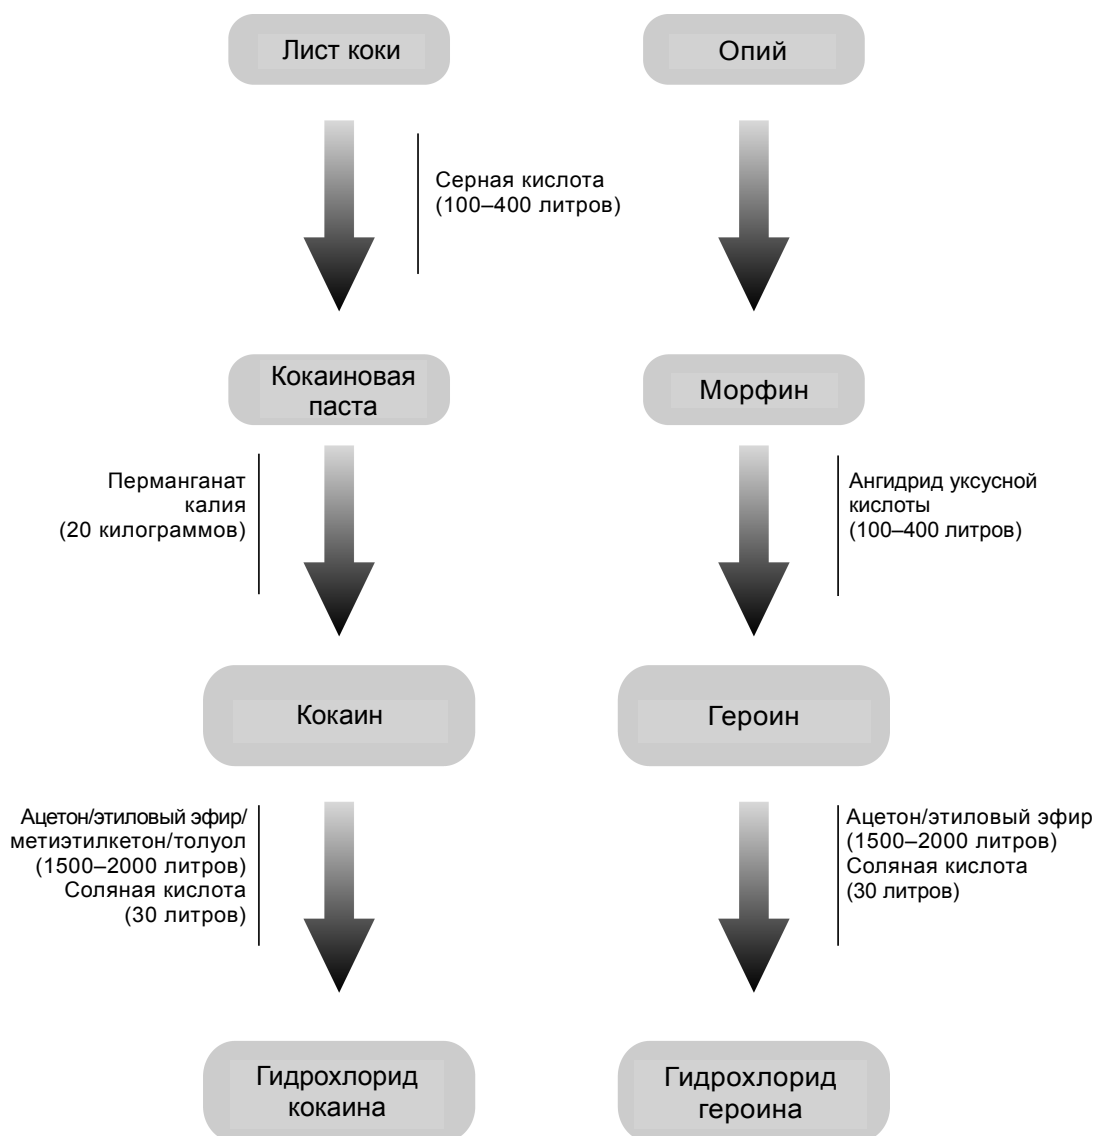 Лист коки
Опий
Серная кислота
(100–400 литров)
Кокаиновая
паста
Морфин
Перманганат
калия
(20 килограммов)
Ангидрид уксусной
кислоты
(100–400 литров)
Кокаин
Героин
Ацетон/этиловый эфир/
метиэтилкетон/толуол
(1500–2000 литров)
Соляная кислота
(30 литров)
Ацетон/этиловый эфир
(1500–2000 литров)
Соляная кислота
(30 литров)
Гидрохлорид
кокаина
Гидрохлорид
героина